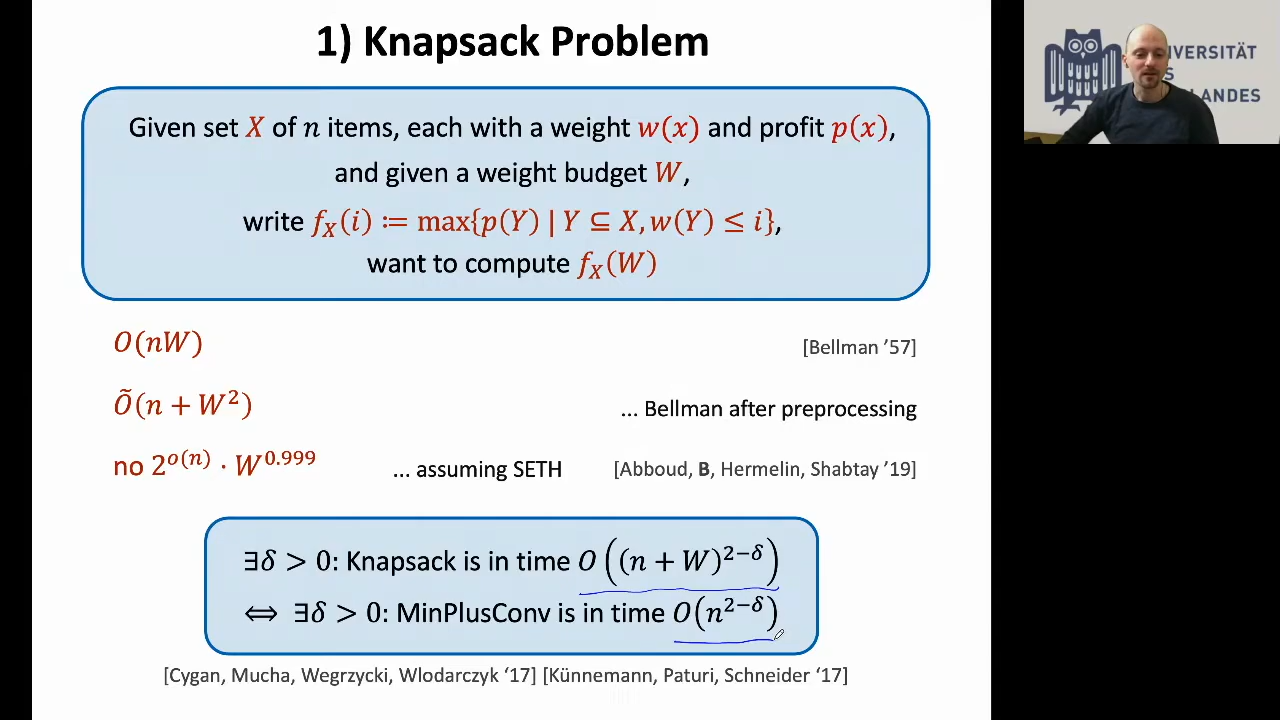 1) Knapsack Problem
Given set X of n items, each with a weight w(x) and profit p(x),
and given a weight budget W,
write f_X(i) := max{p(Y) | Y ⊆ X, w(Y) ≤ i},
want to compute f_X(W)
O(nW) [Bellman ’57]
Õ(n + W²) ... Bellman after preprocessing
no 2^{o(n)} · W^{0.999} ... assuming SETH [Abboud, B, Hermelin, Shabtay ’19]
∃δ > 0: Knapsack is in time O((n + W)^{2−δ})
⟺ ∃δ > 0: MinPlusConv is in time O(n^{2−δ})
[Cygan, Mucha, Wegrzycki, Wlodarczyk ‘17] [Künnemann, Paturi, Schneider ‘17]
IVERSITÄT
S
LANDES